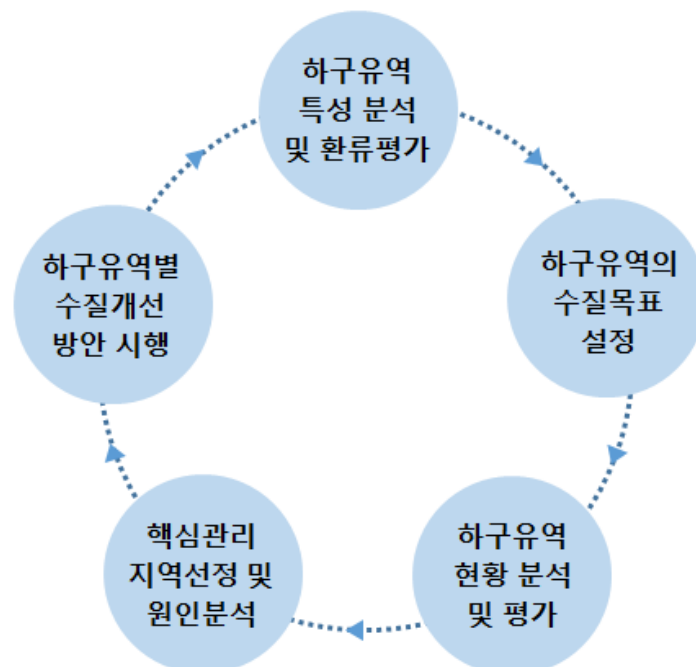 하구유역
특성 분석
및 환류평가
하구유역의
수질목표
설정
하구유역
현황 분석
및 평가
핵심관리
지역선정 및
원인분석
하구유역별
수질개선
방안 시행